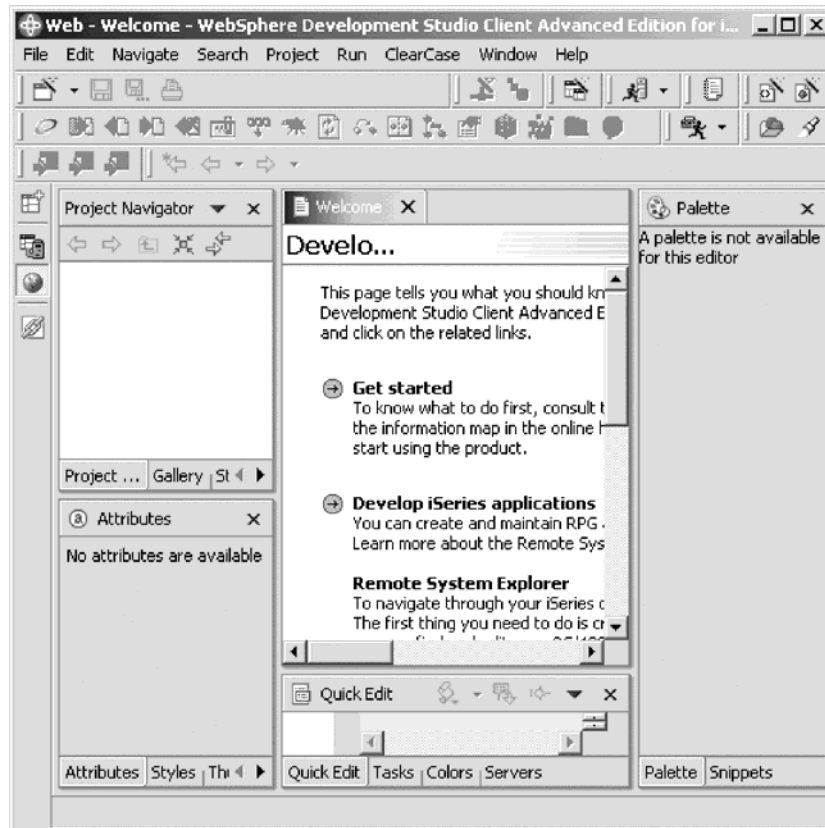 Web - Welcome - WebSphere Development Studio Client Advanced Edition for i...
File Edit Navigate Search Project Run ClearCase Window Help
Project Navigator
Welcome
Palette
Develo...
A palette is not available
for this editor
This page tells you what you should kn
Development Studio Client Advanced E
and click on the related links.
Get started
To know what to do first, consult t
the information map in the online h
start using the product.
Project ... Gallery St
Develop iSeries applications
You can create and maintain RPG
Learn more about the Remote Sys
Attributes
No attributes are available
Remote System Explorer
To navigate through your iSeries c
The first thing you need to do is cr
Quick Edit
Attributes Styles Thu
Quick Edit Tasks Colors Servers
Palette Snippets